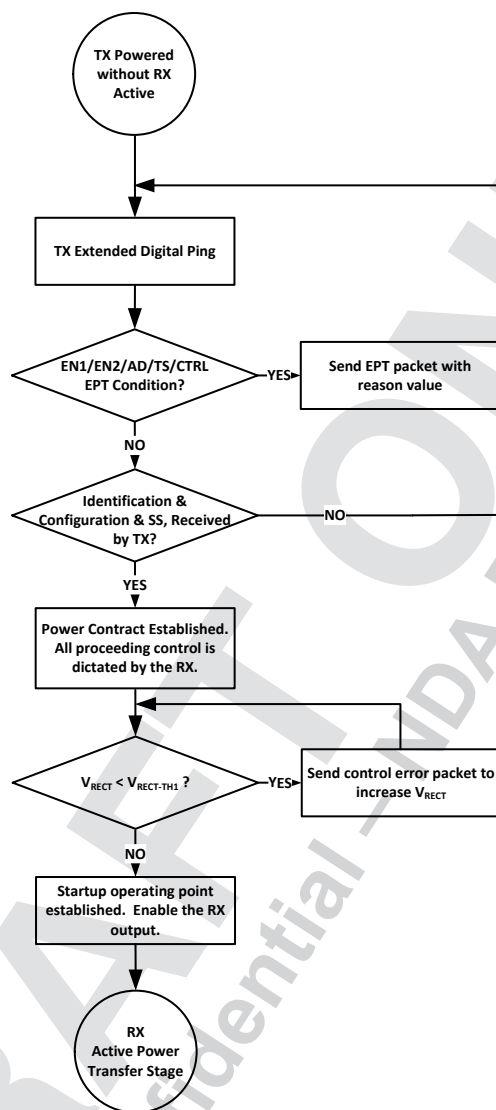 TX Powered
without RX
Active
TX Extended Digital Ping
EN1/EN2/AD/TS/CTRL
EPT Condition?
YES
Send EPT packet with
reason value
NO
Identification &
Configuration & SS, Received
by TX?
NO
YES
Power Contract Established.
All proceeding control is
dictated by the RX.
VRECT < VRECT-TH1 ?
YES
Send control error packet to
increase VRECT
NO
Startup operating point
established. Enable the RX
output.
RX
Active Power
Transfer Stage